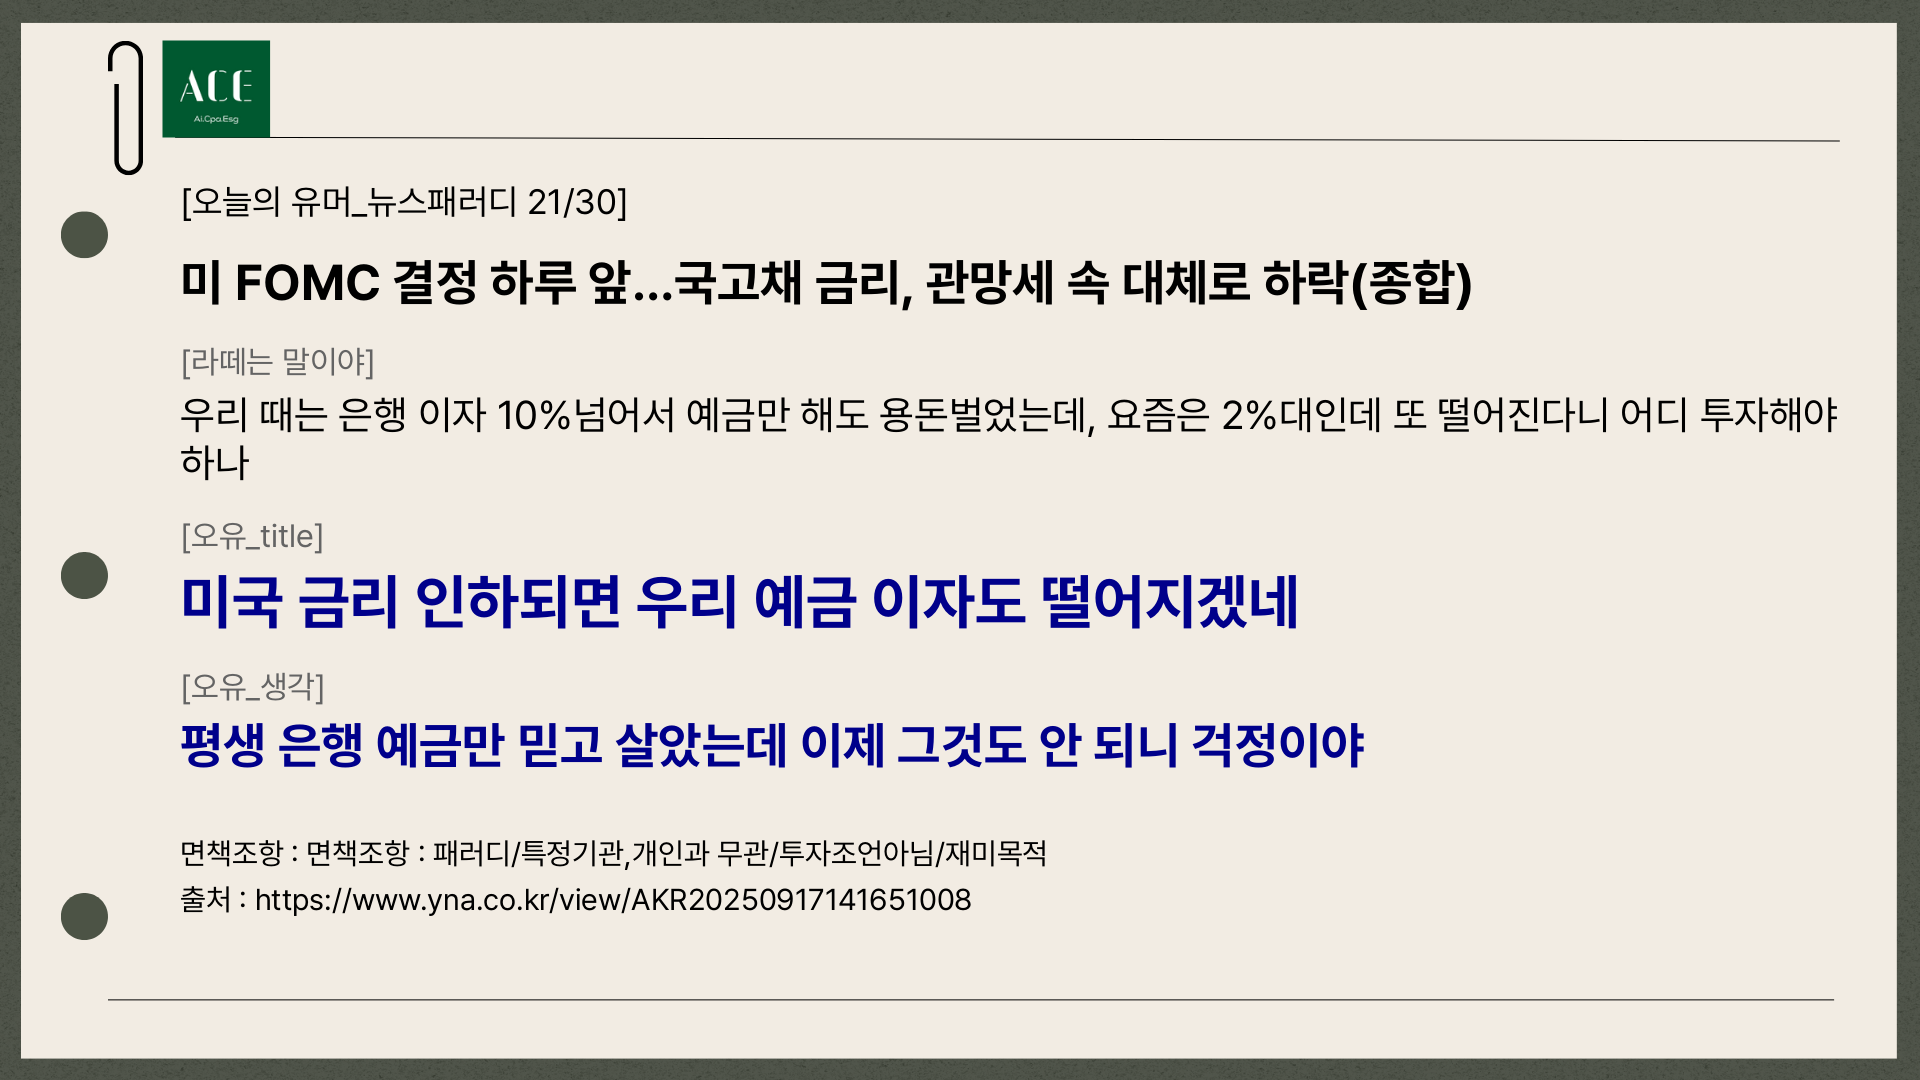 ACE
Ai.Cpa.Esg
[오늘의 유머_뉴스패러디 21/30]
미 FOMC 결정 하루 앞...국고채 금리, 관망세 속 대체로 하락(종합)
[라떼는 말이야]
우리 때는 은행 이자 10%넘어서 예금만 해도 용돈벌었는데, 요즘은 2%대인데 또 떨어진다니 어디 투자해야
하나
[오유_title]
미국 금리 인하되면 우리 예금 이자도 떨어지겠네
[오유_생각]
평생 은행 예금만 믿고 살았는데 이제 그것도 안 되니 걱정이야
면책조항 : 면책조항 : 패러디/특정기관,개인과 무관/투자조언아님/재미목적
출처 : https://www.yna.co.kr/view/AKR20250917141651008